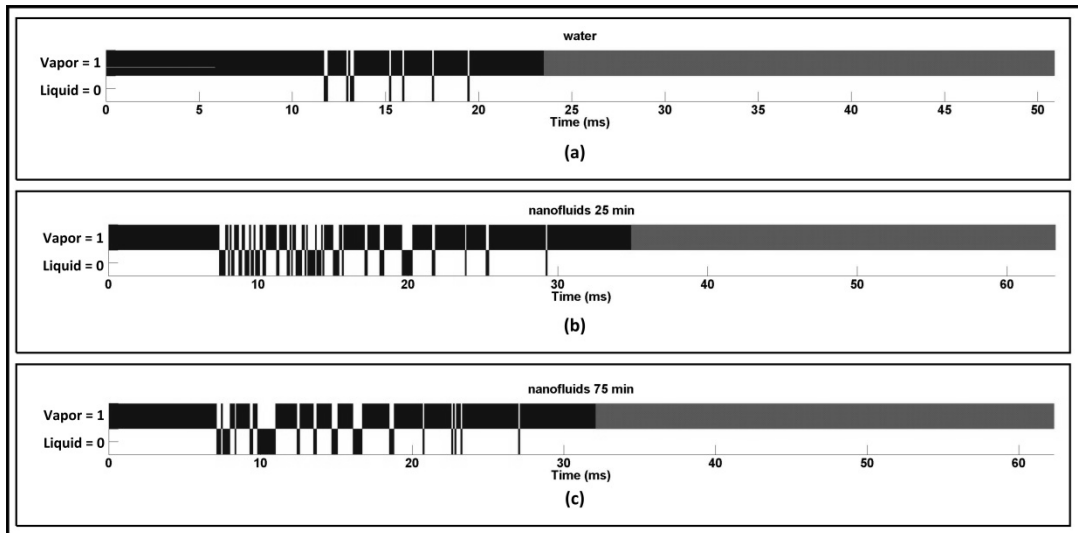 water
Vapor = 1
Liquid = 0
0 5 10 15 20 25 30 35 40 45 50
Time (ms)
(a)
nanofluids 25 min
Vapor = 1
Liquid = 0
0 10 20 30 40 50 60
Time (ms)
(b)
nanofluids 75 min
Vapor = 1
Liquid = 0
0 10 20 30 40 50 60
Time (ms)
(c)